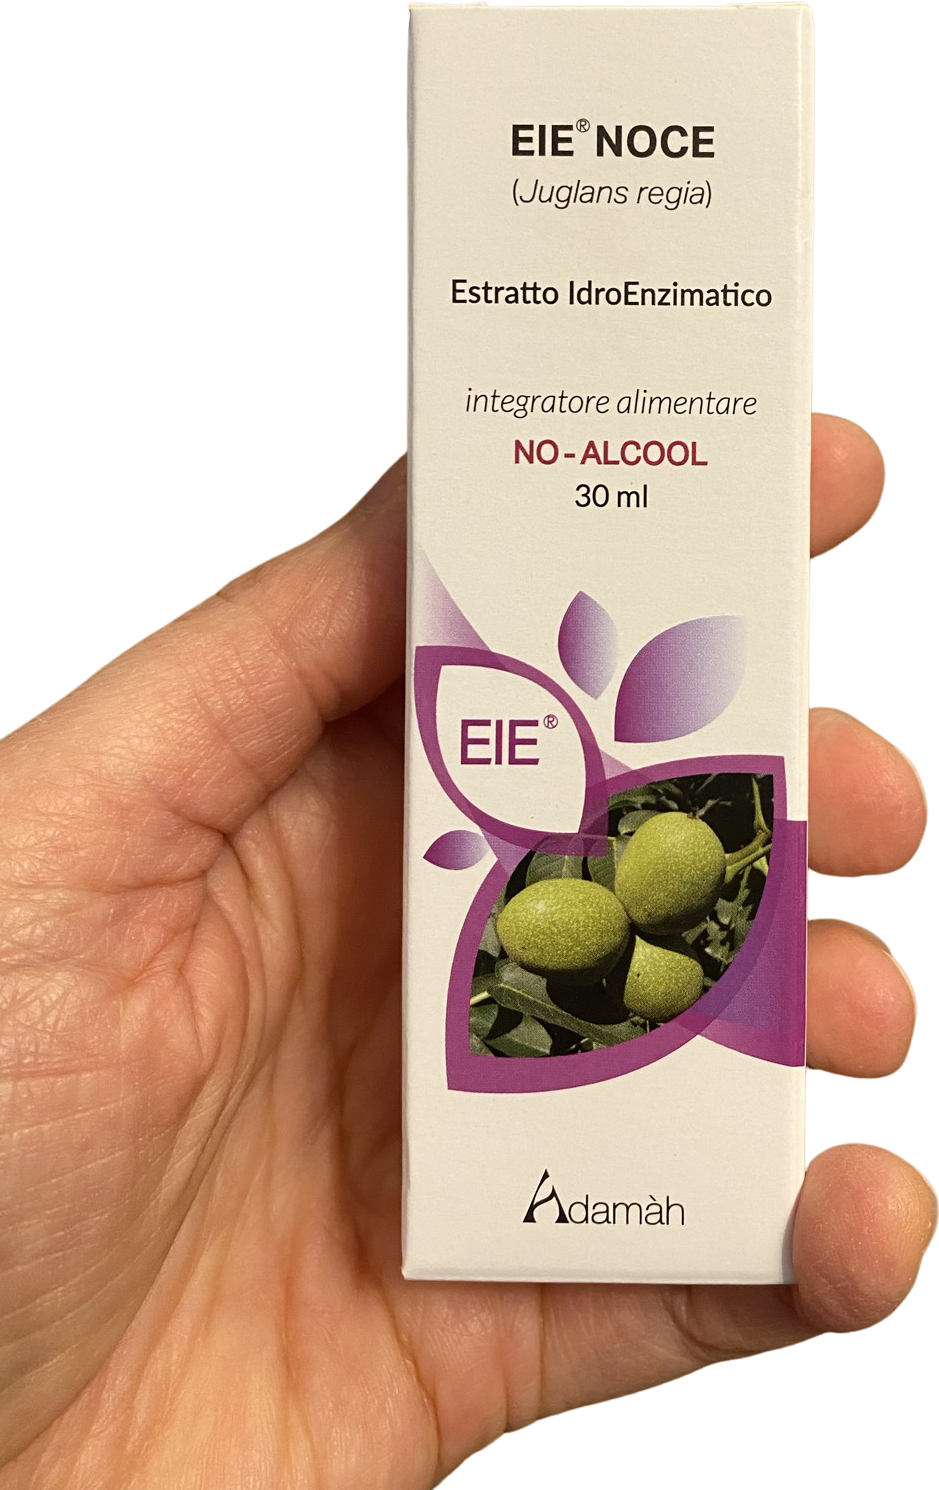 EIE® NOCE
(Juglans regia)
Estratto IdroEnzimatico
integratore alimentare
NO-ALCOOL
30 ml
EIE®
Adamàh